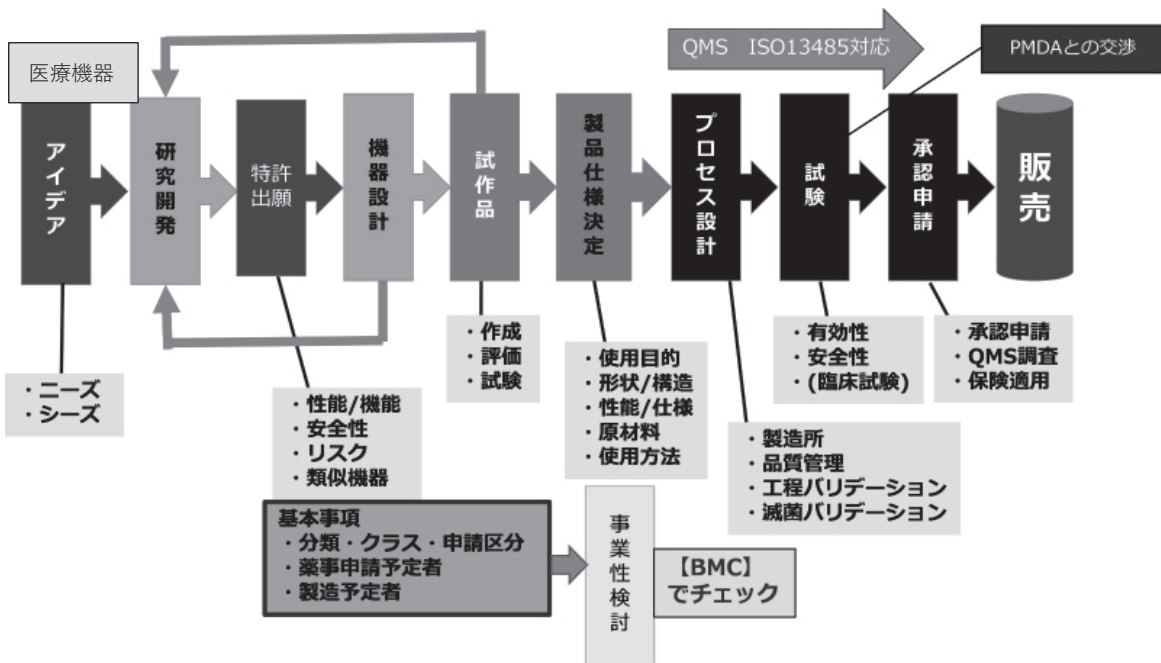 QMS ISO13485対応
PMDAとの交渉
医療機器
アイデア
研究開発
特許
出願
機器設計
試作品
製品仕様決定
プロセス設計
試験
承認申請
販売
・ニーズ
・シーズ
・性能/機能
・安全性
・リスク
・類似機器
・作成
・評価
・試験
・使用目的
・形状/構造
・性能/仕様
・原材料
・使用方法
・製造所
・品質管理
・工程バリデーション
・滅菌バリデーション
・有効性
・安全性
・(臨床試験)
・承認申請
・QMS調査
・保険適用
基本事項
・分類・クラス・申請区分
・薬事申請予定者
・製造予定者
事業性検討
【BMC】
でチェック